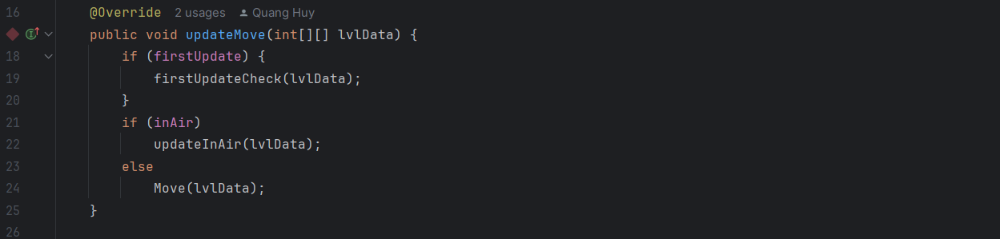 16 @Override 2 usages Quang Huy
public void updateMove(int[][] lvlData) {
18 if (firstUpdate) {
19 firstUpdateCheck(lvlData);
20 }
21 if (inAir)
22 updateInAir(lvlData);
23 else
24 Move(lvlData);
25 }
26